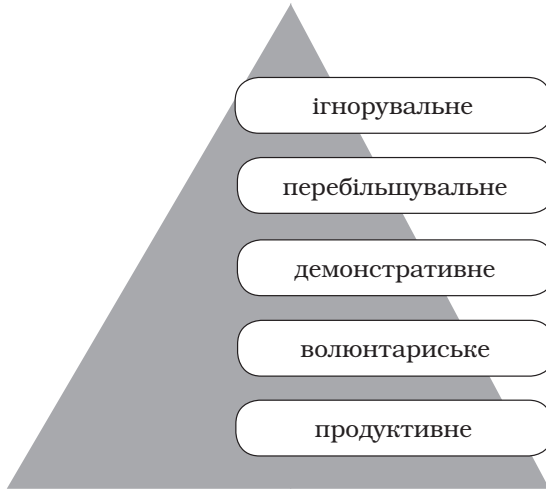 ігнорувальне
перебільшувальне
демонстративне
волюнтариське
продуктивне